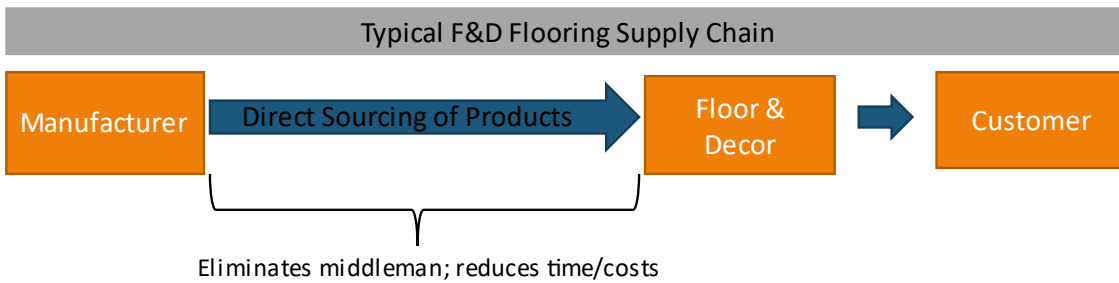 Typical F&D Flooring Supply Chain
Manufacturer
Direct Sourcing of Products
Floor &
Decor
Customer
Eliminates middleman; reduces time/costs